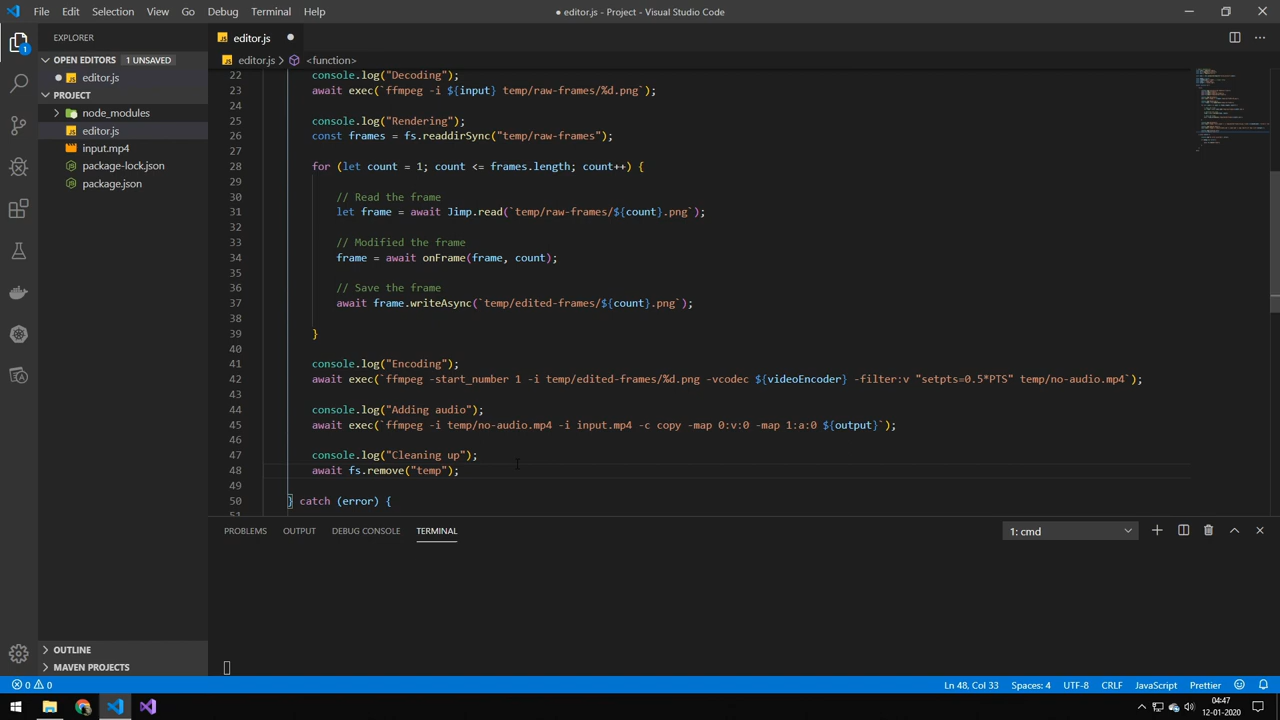 File Edit Selection View Go Debug Terminal Help
● editor.js - Project - Visual Studio Code
EXPLORER
OPEN EDITORS 1 UNSAVED
● editor.js
PROJECT
node_modules
JS editor.js
input.mp4
package-lock.json
package.json
OUTLINE
MAVEN PROJECTS
1
JS editor.js ●
JS editor.js > <function>
22 console.log("Decoding");
23 await exec(`ffmpeg -i ${input} temp/raw-frames/%d.png`);
24
25 console.log("Rendering");
26 const frames = fs.readdirSync("temp/raw-frames");
27
28 for (let count = 1; count <= frames.length; count++) {
29
30 // Read the frame
31 let frame = await Jimp.read(`temp/raw-frames/${count}.png`);
32
33 // Modified the frame
34 frame = await onFrame(frame, count);
35
36 // Save the frame
37 await frame.writeAsync(`temp/edited-frames/${count}.png`);
38
39 }
40
41 console.log("Encoding");
42 await exec(`ffmpeg -start_number 1 -i temp/edited-frames/%d.png -vcodec ${videoEncoder} -filter:v "setpts=0.5*PTS" temp/no-audio.mp4`);
43
44 console.log("Adding audio");
45 await exec(`ffmpeg -i temp/no-audio.mp4 -i input.mp4 -c copy -map 0:v:0 -map 1:a:0 ${output}`);
46
47 console.log("Cleaning up");
48 await fs.remove("temp");
49
50 } catch (error) {
51
PROBLEMS OUTPUT DEBUG CONSOLE TERMINAL
1: cmd
0 0
Ln 48, Col 33 Spaces: 4 UTF-8 CRLF JavaScript Prettier
04:47
12-01-2020